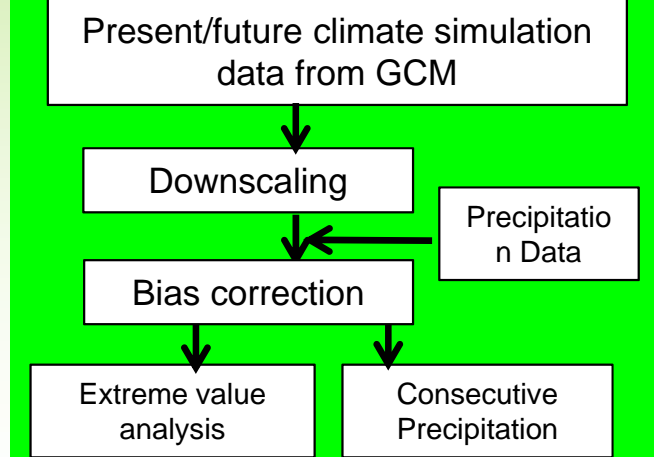 Present/future climate simulation
data from GCM
Downscaling
Precipitatio
n Data
Bias correction
Extreme value
analysis
Consecutive
Precipitation